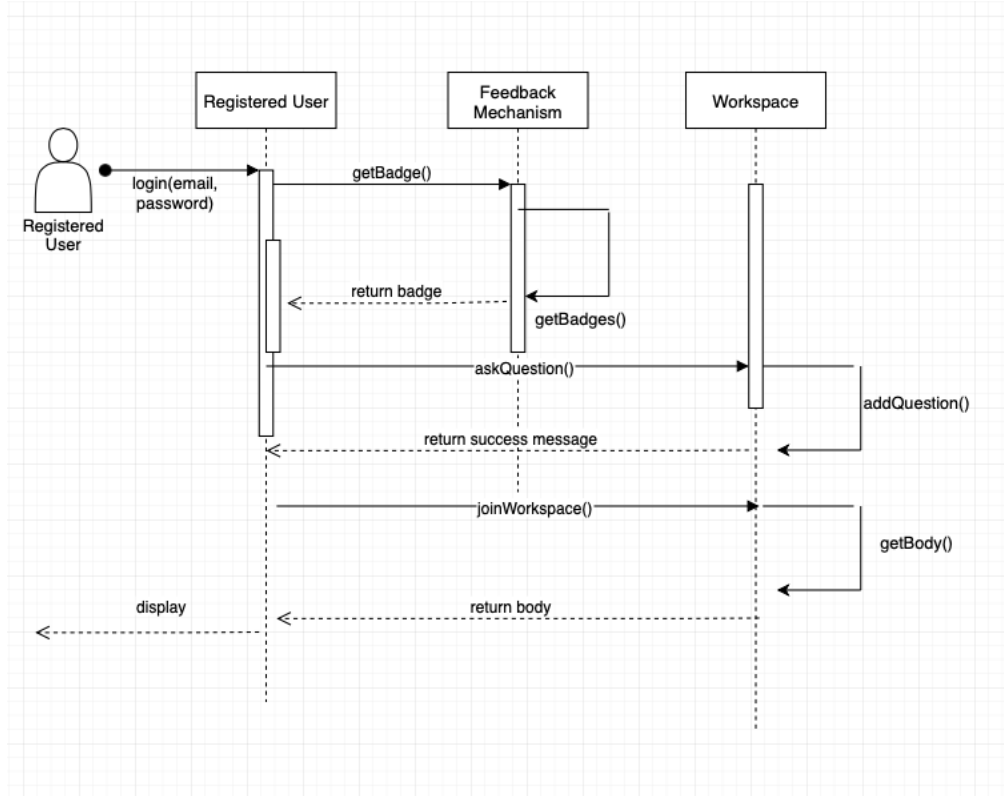 Registered User
Feedback
Mechanism
Workspace
login(email,
password)
getBadge()
Registered
User
return badge
getBadges()
askQuestion()
addQuestion()
return success message
joinWorkspace()
getBody()
display
return body